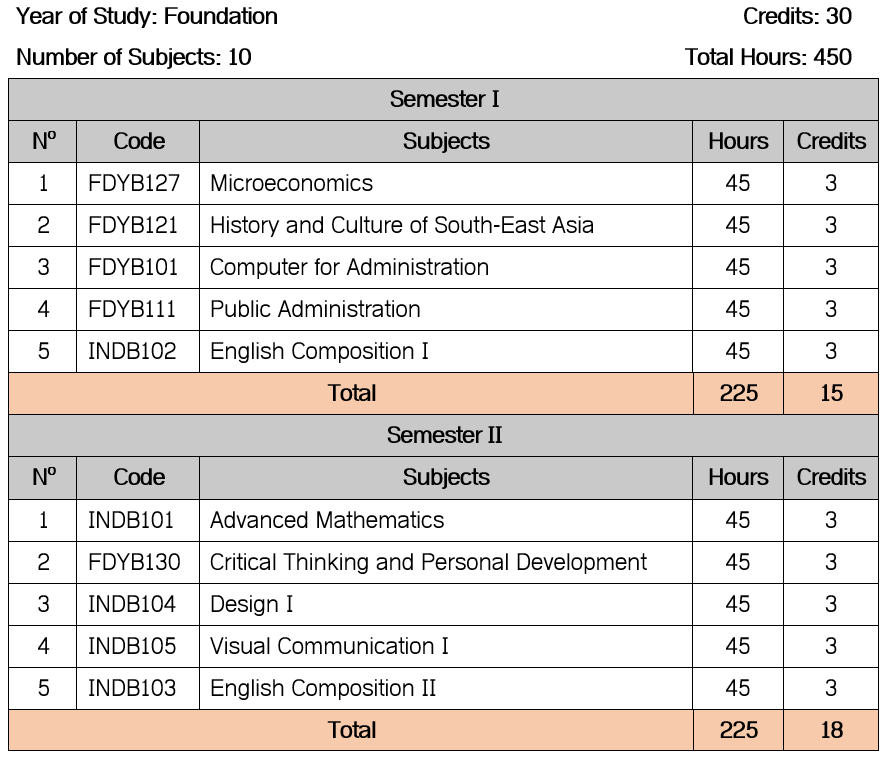 Year of Study: Foundation Credits: 30
Number of Subjects: 10 Total Hours: 450
Semester I
Nº Code Subjects Hours Credits
1 FDYB127 Microeconomics 45 3
2 FDYB121 History and Culture of South-East Asia 45 3
3 FDYB101 Computer for Administration 45 3
4 FDYB111 Public Administration 45 3
5 INDB102 English Composition I 45 3
Total 225 15
Semester II
Nº Code Subjects Hours Credits
1 INDB101 Advanced Mathematics 45 3
2 FDYB130 Critical Thinking and Personal Development 45 3
3 INDB104 Design I 45 3
4 INDB105 Visual Communication I 45 3
5 INDB103 English Composition II 45 3
Total 225 18